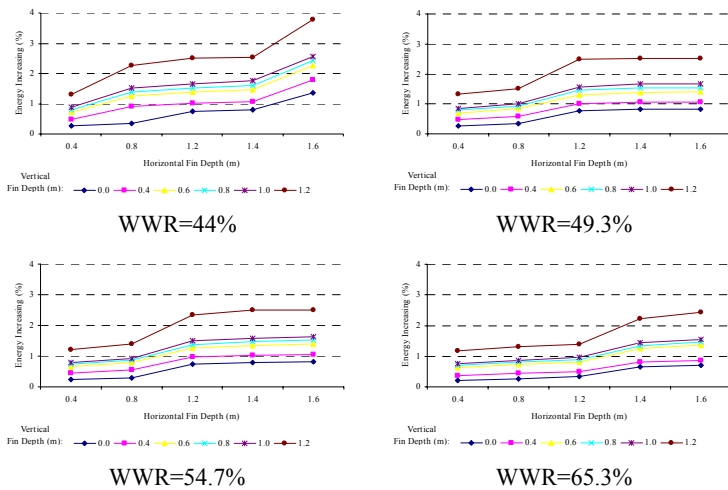 4
3
2
1
0
Energy Increasing (%)
0.4 0.8 1.2 1.4 1.6
Horizontal Fin Depth (m)
Vertical
Fin Depth (m): 0.0 0.4 0.6 0.8 1.0 1.2
WWR=44%
4
3
2
1
0
Energy Increasing (%)
0.4 0.8 1.2 1.4 1.6
Horizontal Fin Depth (m)
Vertical
Fin Depth (m): 0.0 0.4 0.6 0.8 1.0 1.2
WWR=49.3%
4
3
2
1
0
Energy Increasing (%)
0.4 0.8 1.2 1.4 1.6
Horizontal Fin Depth (m)
Vertical
Fin Depth (m): 0.0 0.4 0.6 0.8 1.0 1.2
WWR=54.7%
4
3
2
1
0
Energy Increasing (%)
0.4 0.8 1.2 1.4 1.6
Horizontal Fin Depth (m)
Vertical
Fin Depth (m): 0.0 0.4 0.6 0.8 1.0 1.2
WWR=65.3%